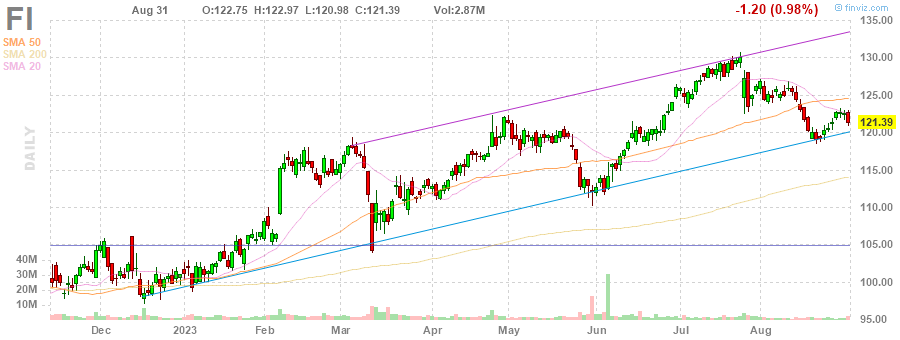 FI Aug 31 O:122.75 H:122.97 L:120.98 C:121.39 Vol:2.87M -1.20 (0.98%) © finviz.com
SMA 50
SMA 200
SMA 20
DAILY
135.00
130.00
125.00
121.39
120.00
115.00
110.00
105.00
100.00
95.00
40M
30M
20M
10M
Dec 2023 Feb Mar Apr May Jun Jul Aug